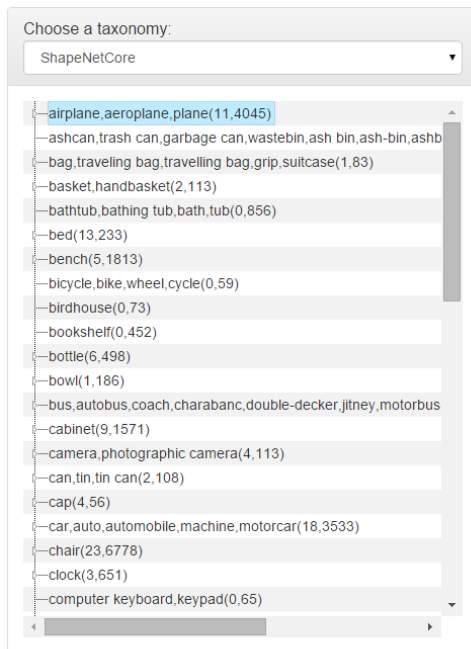 Choose a taxonomy:
ShapeNetCore
airplane,aeroplane,plane(11,4045)
ashcan,trash can,garbage can,wastebin,ash bin,ash-bin,ashb
bag,traveling bag,travelling bag,grip,suitcase(1,83)
basket,handbasket(2,113)
bathtub,bathing tub,bath,tub(0,856)
bed(13,233)
bench(5,1813)
bicycle,bike,wheel,cycle(0,59)
birdhouse(0,73)
bookshelf(0,452)
bottle(6,498)
bowl(1,186)
bus,autobus,coach,charabanc,double-decker,jitney,motorbus
cabinet(9,1571)
camera,photographic camera(4,113)
can,tin,tin can(2,108)
cap(4,56)
car,auto,automobile,machine,motorcar(18,3533)
chair(23,6778)
clock(3,651)
computer keyboard,keypad(0,65)